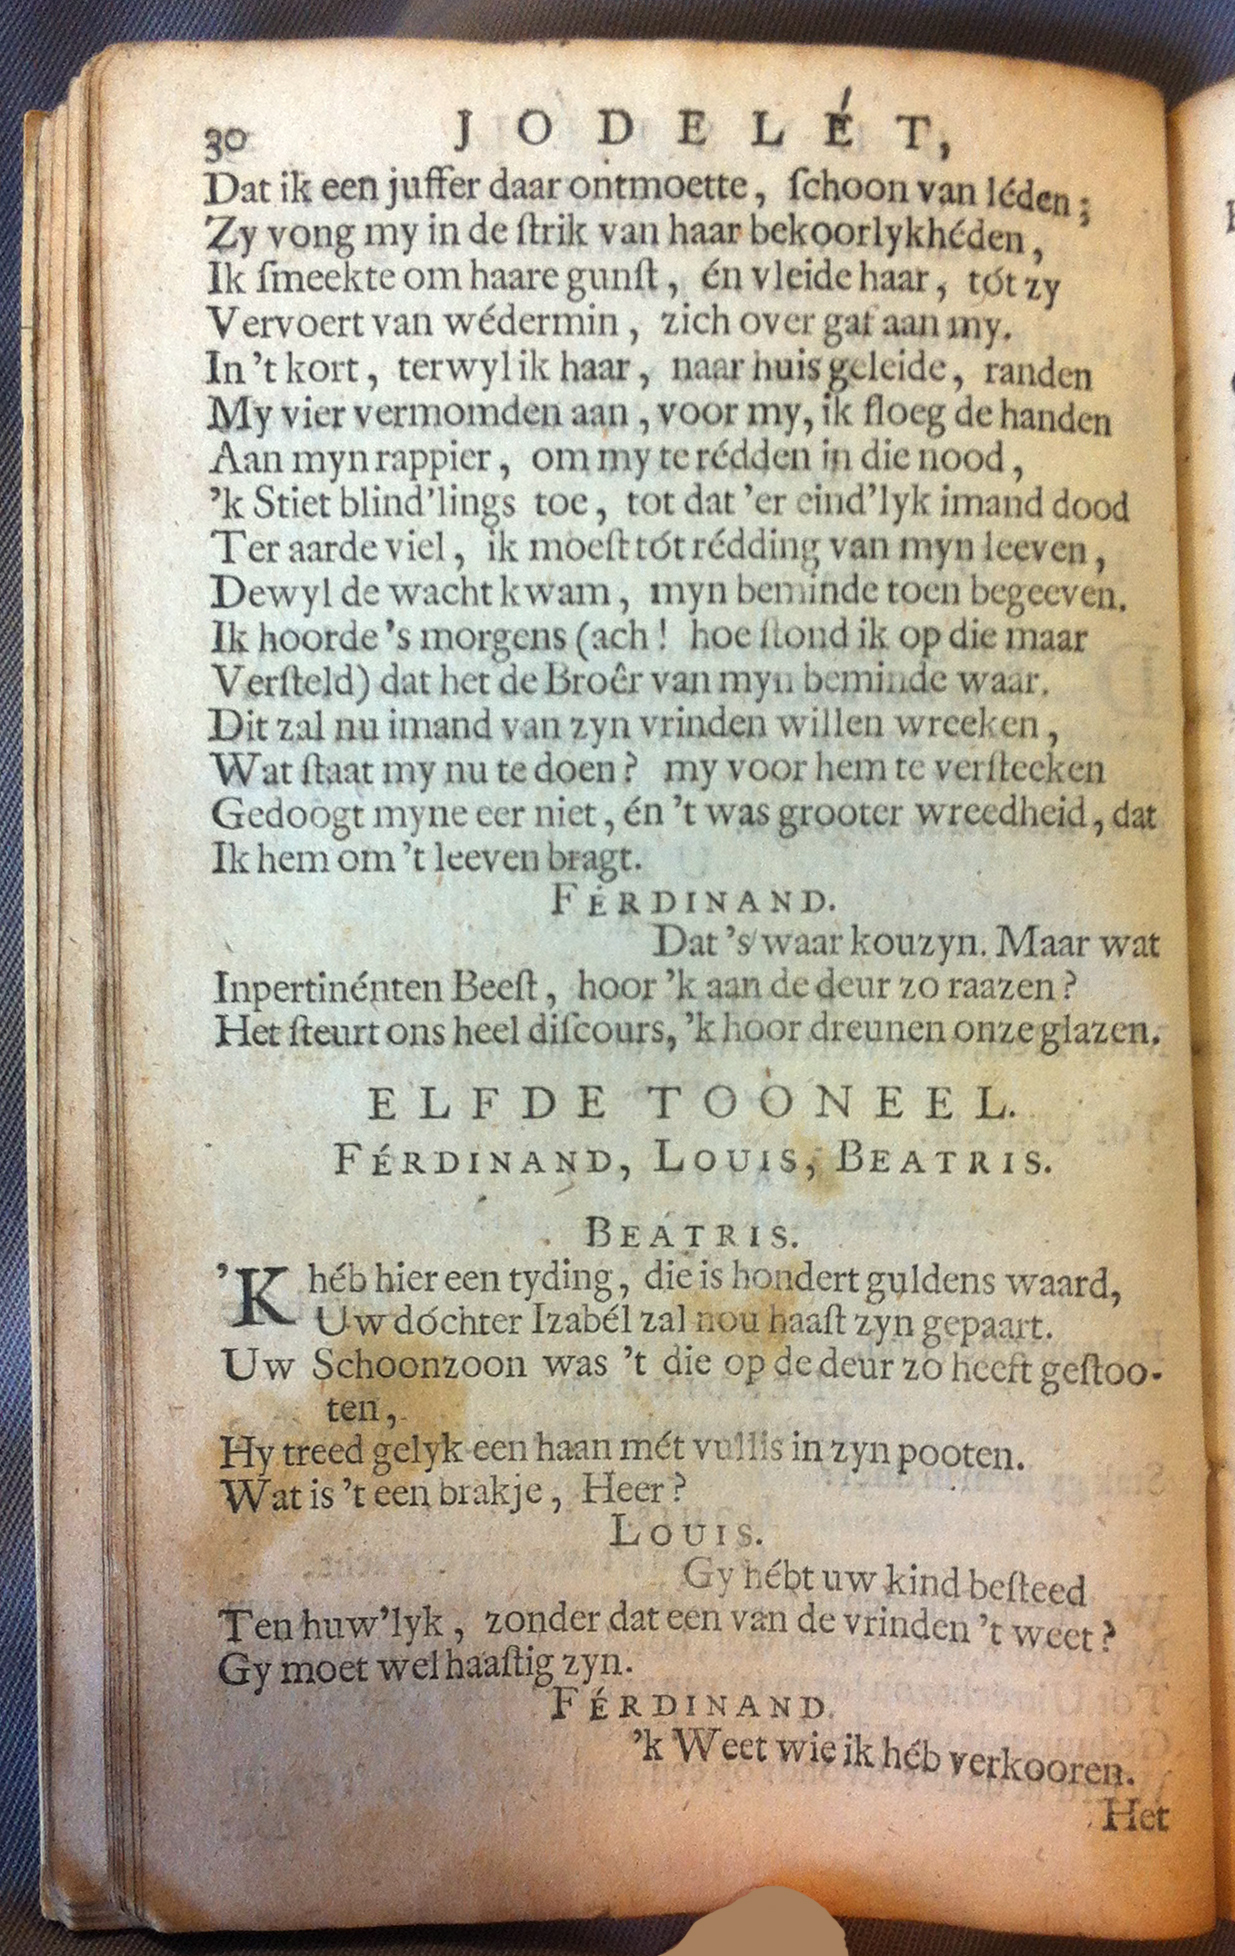 30 JODELÉT,
Dat ik een juffer daar ontmoette, ſchoon van léden;
Zy vong my in de ſtrik van haar bekoorlykhéden,
Ik ſmeekte om haare gunſt, én vleide haar, tót zy
Vervoert van wédermin, zich over gaf aan my.
In 't kort, terwyl ik haar, naar huis geleide, randen
My vier vermomden aan, voor my, ik ſloeg de handen
Aan myn rappier, om my te rédden in die nood,
'k Stiet blind'lings toe, tot dat 'er eind'lyk imand dood
Ter aarde viel, ik moeſt tót rédding van myn leeven,
Dewyl de wacht kwam, myn beminde toen begeeven.
Ik hoorde 's morgens (ach! hoe ſtond ik op die maar
Verſteld) dat het de Broêr van myn beminde waar.
Dit zal nu imand van zyn vrinden willen wreeken,
Wat ſtaat my nu te doen? my voor hem te verſteeken
Gedoogt myne eer niet, én 't was grooter wreedheid, dat
Ik hem om 't leeven bragt.
FÉRDINAND.
Dat 's waar kouzyn. Maar wat
Inpertinénten Beeſt, hoor 'k aan de deur zo raazen?
Het ſteurt ons heel diſcours, 'k hoor dreunen onze glazen.
ELFDE TOONEEL.
FÉRDINAND, LOUIS, BEATRIS.
BEATRIS.
'K héb hier een tyding, die is hondert guldens waard,
Uw dóchter Izabél zal nou haaſt zyn gepaart.
Uw Schoonzoon was 't die op de deur zo heeft geſtoo-
ten,
Hy treed gelyk een haan mét vullis in zyn pooten.
Wat is 't een brakje, Heer?
LOUIS.
Gy hébt uw kind beſteed
Ten huw'lyk, zonder dat een van de vrinden 't weet?
Gy moet wel haaſtig zyn.
FÉRDINAND.
'k Weet wie ik héb verkooren.
Het